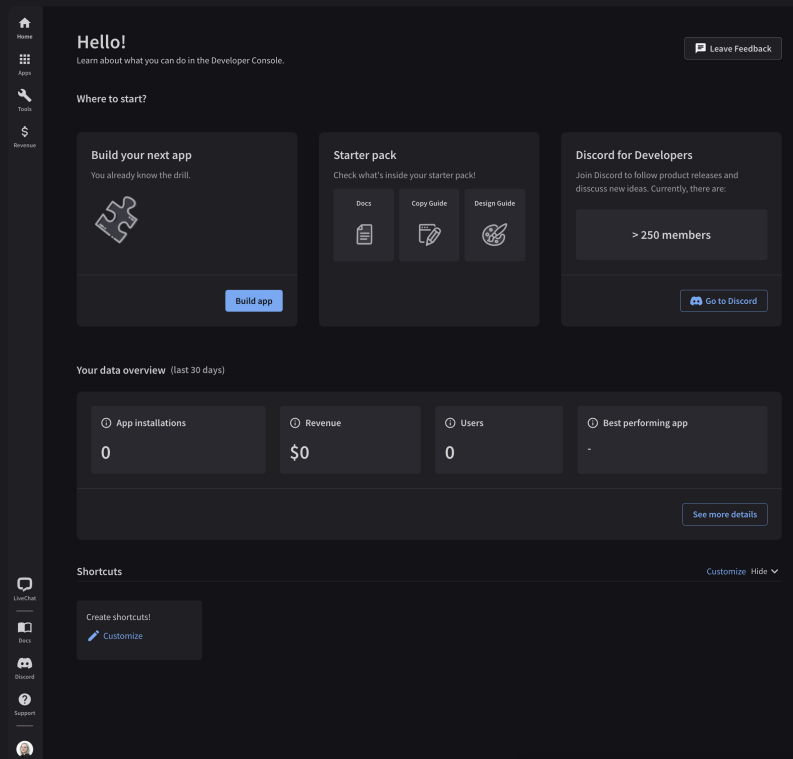 Home
Apps
Tools
Revenue
Hello!
Learn about what you can do in the Developer Console.
Leave Feedback
Where to start?
Build your next app
You already know the drill.
Build app
Starter pack
Check what's inside your starter pack!
Docs
Copy Guide
Design Guide
Discord for Developers
Join Discord to follow product releases and
disscuss new ideas. Currently, there are:
> 250 members
Go to Discord
Your data overview (last 30 days)
App installations
0
Revenue
$0
Users
0
Best performing app
-
See more details
Shortcuts
Customize Hide
Create shortcuts!
Customize
LiveChat
Docs
Discord
Support